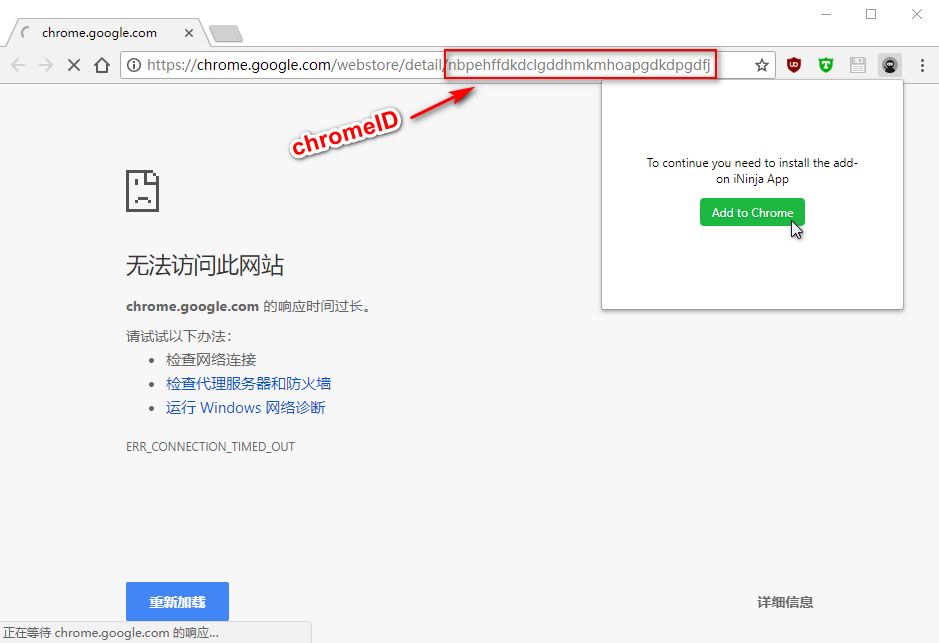 chrome.google.com
https://chrome.google.com/webstore/detail/nbpehffdkdclgddhmkmhoapgdkdpgdfj
chromeID
To continue you need to install the add-
on iNinja App
Add to Chrome
无法访问此网站
chrome.google.com 的响应时间过长。
请试试以下办法：
检查网络连接
检查代理服务器和防火墙
运行 Windows 网络诊断
ERR_CONNECTION_TIMED_OUT
重新加载
详细信息
正在等待 chrome.google.com 的响应...